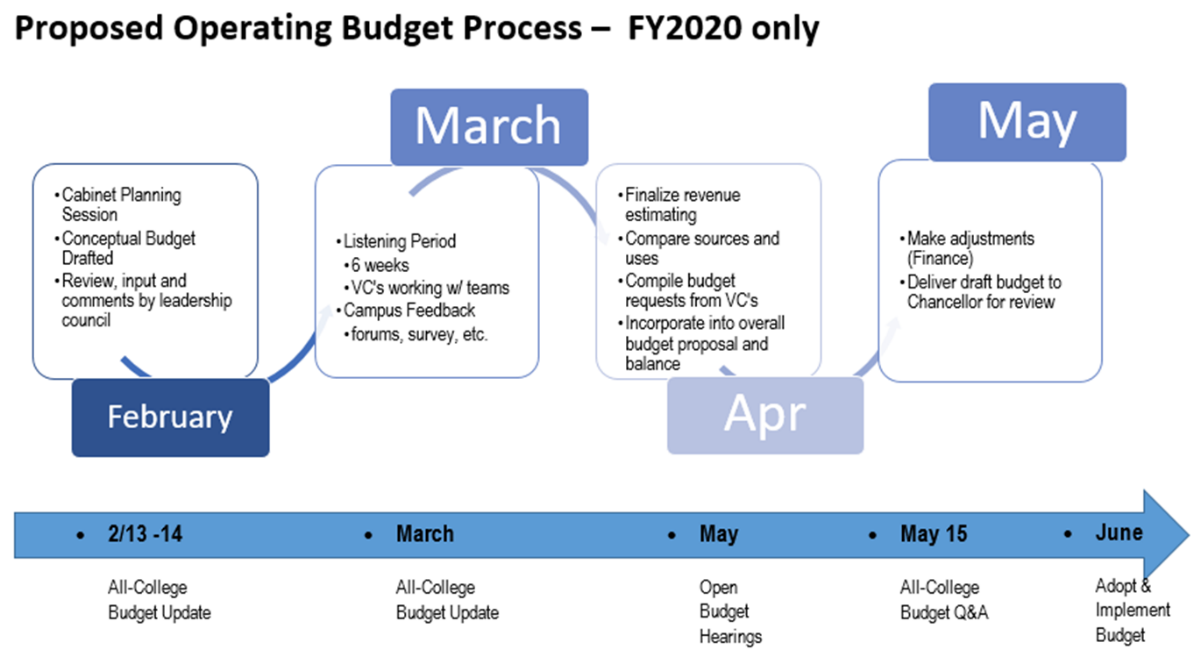 Proposed Operating Budget Process – FY2020 only
March
May
•Cabinet Planning
Session
•Conceptual Budget
Drafted
•Review, input and
comments by leadership
council
February
•Listening Period
•6 weeks
•VC's working w/ teams
•Campus Feedback
•forums, survey, etc.
•Finalize revenue
estimating
•Compare sources and
uses
•Compile budget
requests from VC's
•Incorporate into overall
budget proposal and
balance
Apr
•Make adjustments
(Finance)
•Deliver draft budget to
Chancellor for review
• 2/13 -14
• March
• May
• May 15
• June
All-College
Budget Update
All-College
Budget Update
Open
Budget
Hearings
All-College
Budget Q&A
Adopt &
Implement
Budget